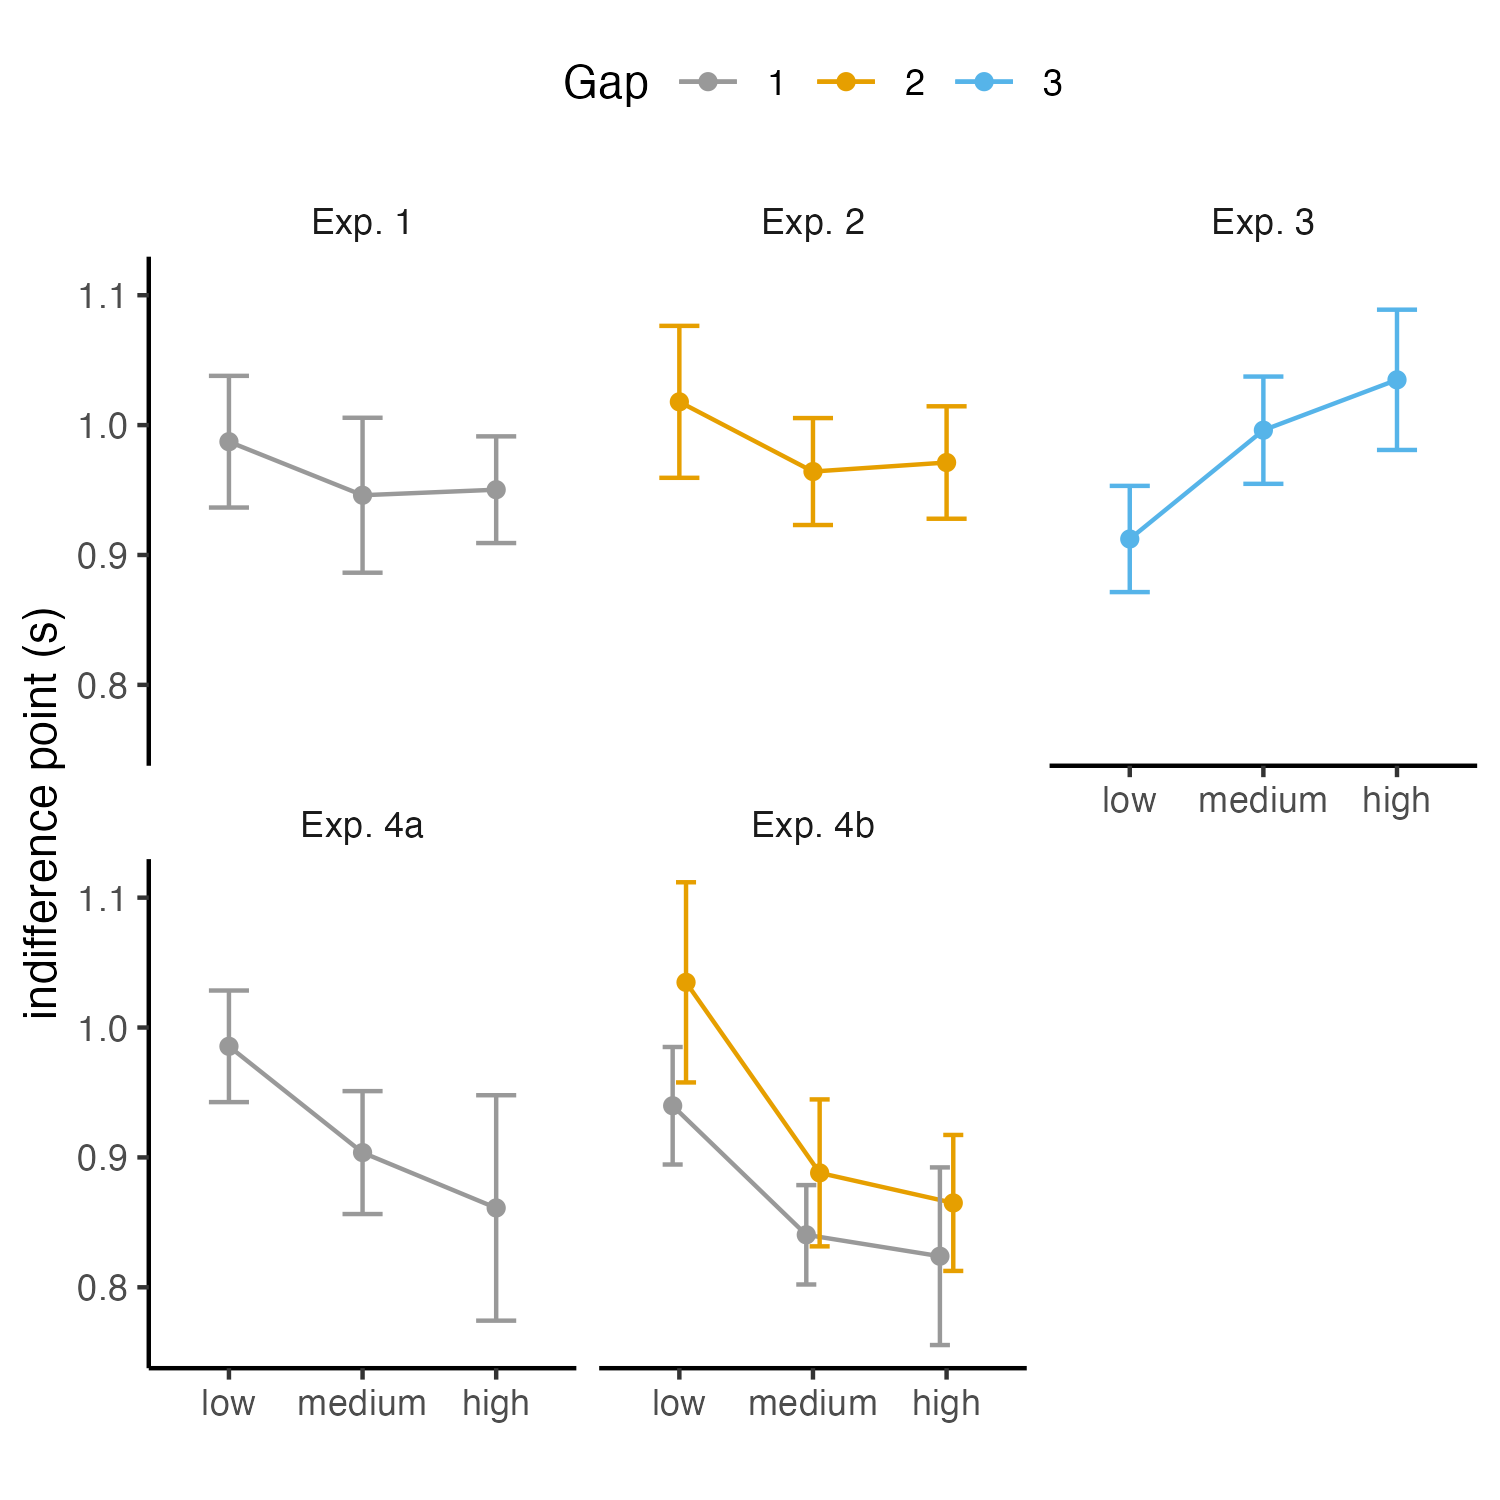 Gap 1 2 3
Exp. 1
Exp. 2
Exp. 3
1.1
1.0
0.9
0.8
low medium high
indifference point (s)
Exp. 4a
Exp. 4b
1.1
1.0
0.9
0.8
low medium high
low medium high